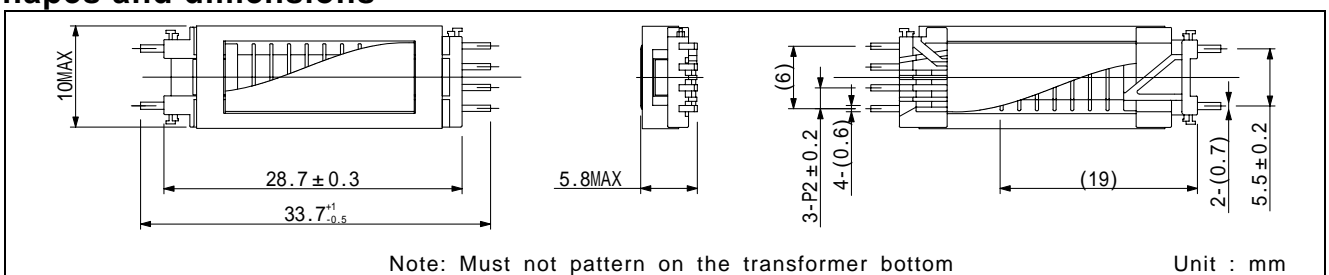 hapes and dimensions
10MAX
28.7±0.3
33.7+1-0.5
5.8MAX
(6)
3-P2±0.2
4-(0.6)
(19)
2-(0.7)
5.5±0.2
Note: Must not pattern on the transformer bottom
Unit : mm